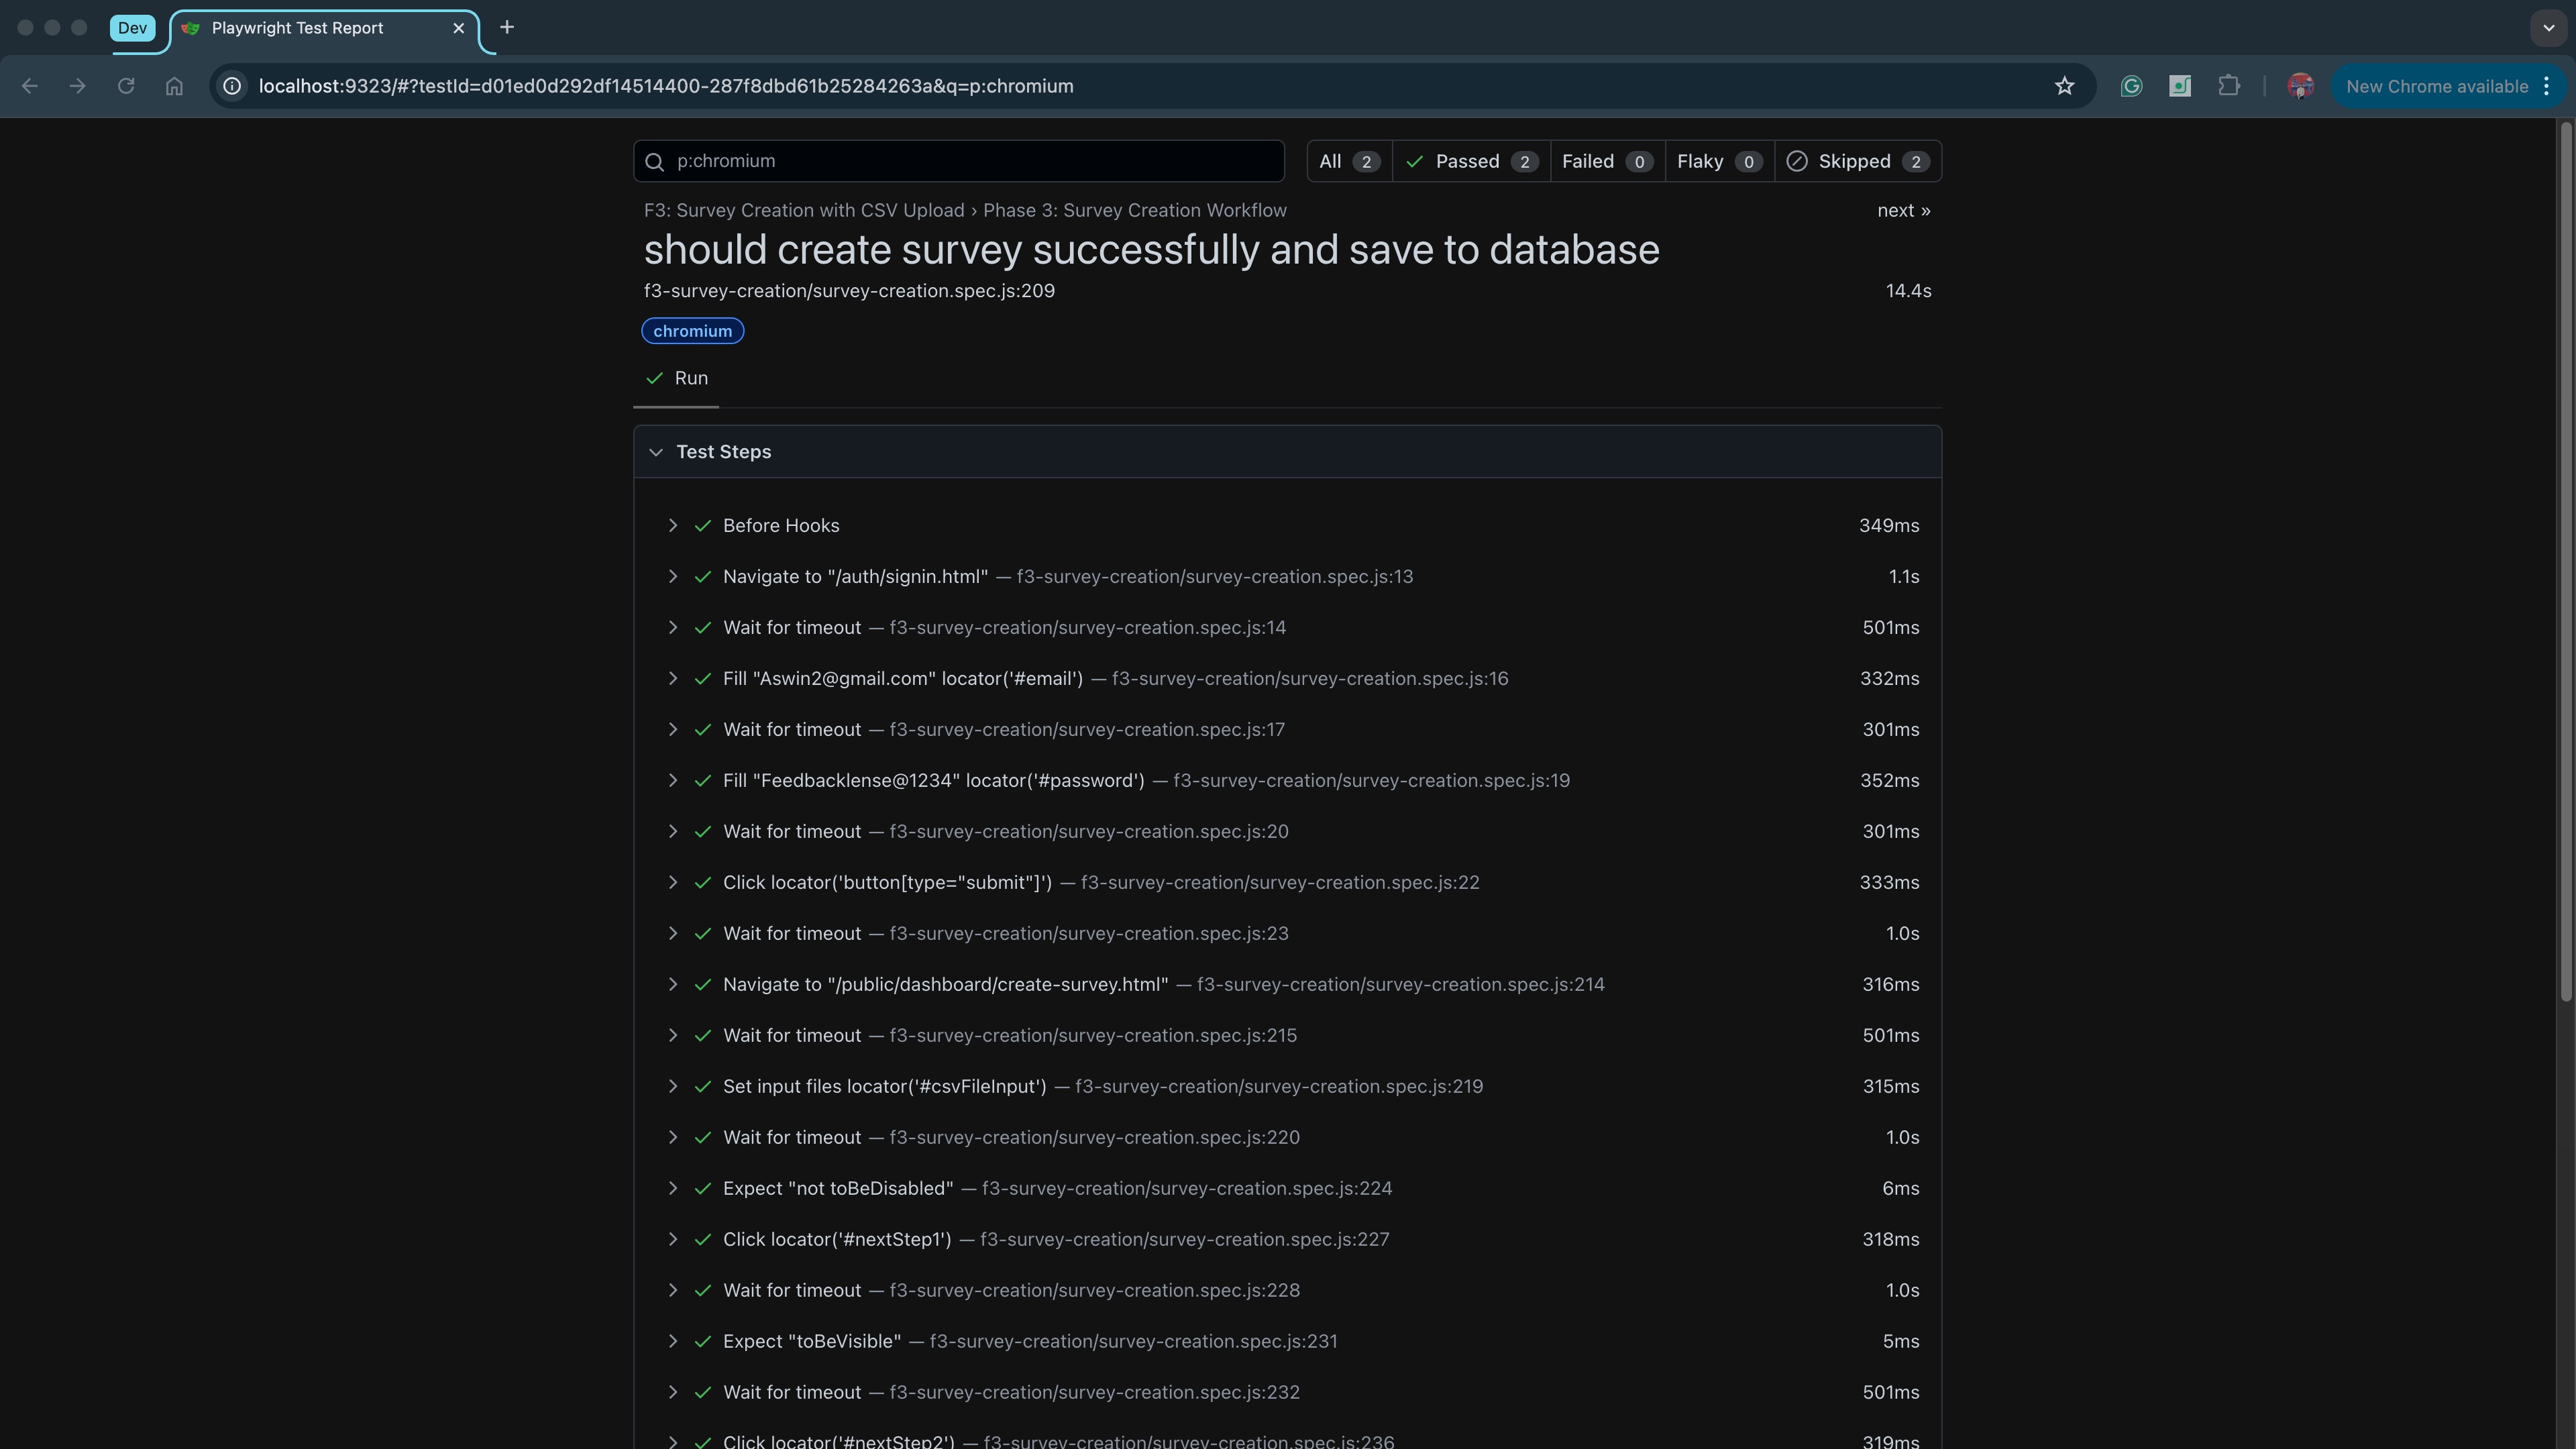 Dev
Playwright Test Report
localhost:9323/#?testId=d01ed0d292df14514400-287f8dbd61b25284263a&q=p:chromium
New Chrome available
p:chromium
All 2
Passed 2
Failed 0
Flaky 0
Skipped 2
F3: Survey Creation with CSV Upload › Phase 3: Survey Creation Workflow
next »
should create survey successfully and save to database
f3-survey-creation/survey-creation.spec.js:209
14.4s
chromium
Run
Test Steps
Before Hooks 349ms
Navigate to "/auth/signin.html" — f3-survey-creation/survey-creation.spec.js:13 1.1s
Wait for timeout — f3-survey-creation/survey-creation.spec.js:14 501ms
Fill "Aswin2@gmail.com" locator('#email') — f3-survey-creation/survey-creation.spec.js:16 332ms
Wait for timeout — f3-survey-creation/survey-creation.spec.js:17 301ms
Fill "Feedbacklense@1234" locator('#password') — f3-survey-creation/survey-creation.spec.js:19 352ms
Wait for timeout — f3-survey-creation/survey-creation.spec.js:20 301ms
Click locator('button[type="submit"]') — f3-survey-creation/survey-creation.spec.js:22 333ms
Wait for timeout — f3-survey-creation/survey-creation.spec.js:23 1.0s
Navigate to "/public/dashboard/create-survey.html" — f3-survey-creation/survey-creation.spec.js:214 316ms
Wait for timeout — f3-survey-creation/survey-creation.spec.js:215 501ms
Set input files locator('#csvFileInput') — f3-survey-creation/survey-creation.spec.js:219 315ms
Wait for timeout — f3-survey-creation/survey-creation.spec.js:220 1.0s
Expect "not toBeDisabled" — f3-survey-creation/survey-creation.spec.js:224 6ms
Click locator('#nextStep1') — f3-survey-creation/survey-creation.spec.js:227 318ms
Wait for timeout — f3-survey-creation/survey-creation.spec.js:228 1.0s
Expect "toBeVisible" — f3-survey-creation/survey-creation.spec.js:231 5ms
Wait for timeout — f3-survey-creation/survey-creation.spec.js:232 501ms
Click locator('#nextStep2') — f3-survey-creation/survey-creation.spec.js:236 319ms